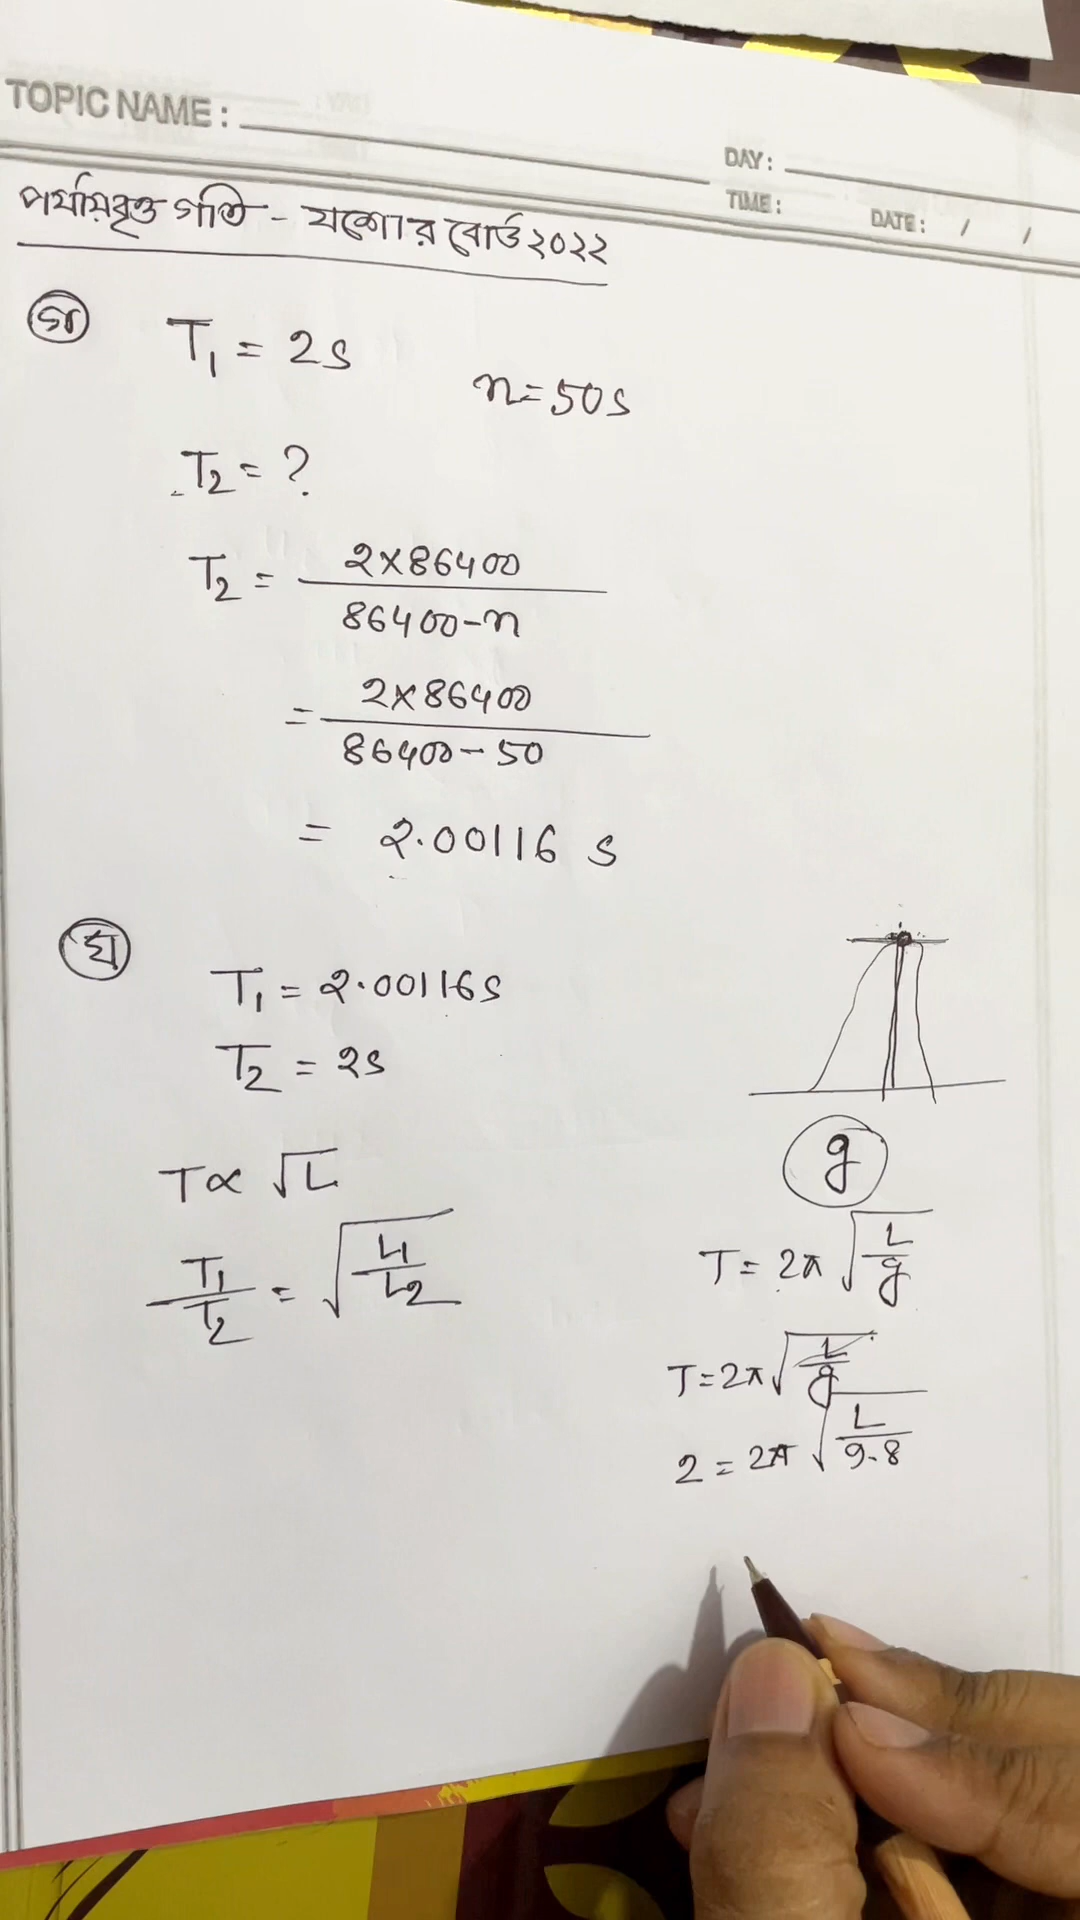 TOPIC NAME :
DAY :
TIME :
DATE : / /
পর্যায়বৃত্ত গতি - যশোর বোর্ড ২০২২
গ
T₁ = 2s
n = 50s
T₂ = ?
T₂ = 2×86400 / 86400-n
= 2×86400 / 86400-50
= 2.00116 s
ঘ
T₁ = 2.00116s
T₂ = 2s
T ∝ √L
T₁/T₂ = √(L1/L2)
g
T = 2π √(L/g)
T = 2π √(L/g)
2 = 2π √(L/9.8)